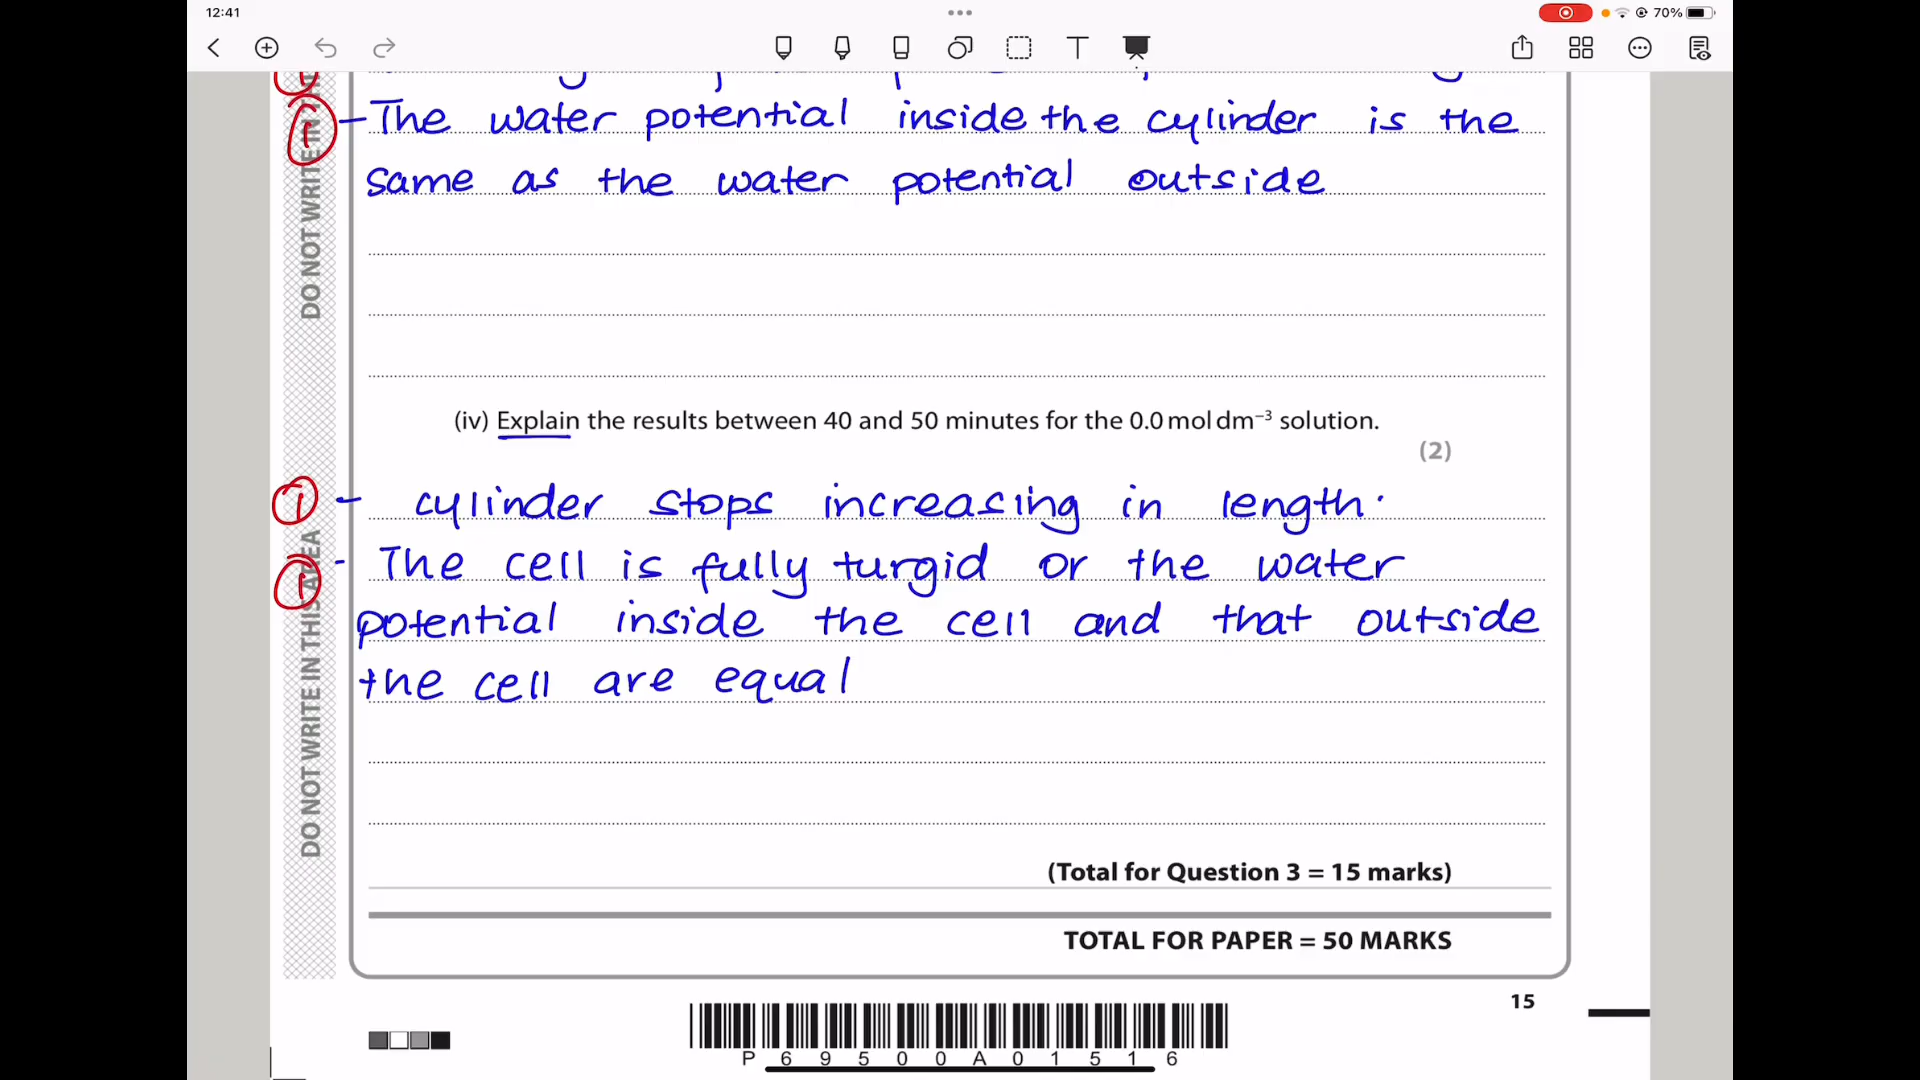 12:41
70%
T
- The water potential inside the cylinder is the
same as the water potential outside
DO NOT WRITE IN TH
(iv) Explain the results between 40 and 50 minutes for the 0.0 mol dm⁻³ solution.
(2)
1 - cylinder stops increasing in length.
1 - The cell is fully turgid or the water
potential inside the cell and that outside
the cell are equal
DO NOT WRITE IN THIS AREA
(Total for Question 3 = 15 marks)
TOTAL FOR PAPER = 50 MARKS
15
P 6 9 5 0 0 A 0 1 5 1 6